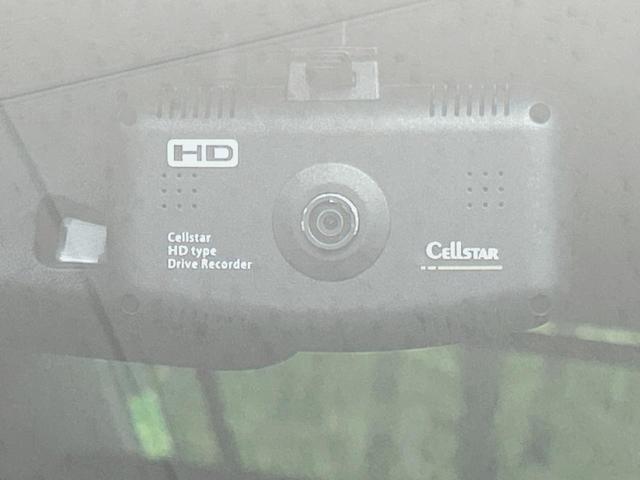 HD
Cellstar
HD type
Drive Recorder
CELLSTAR